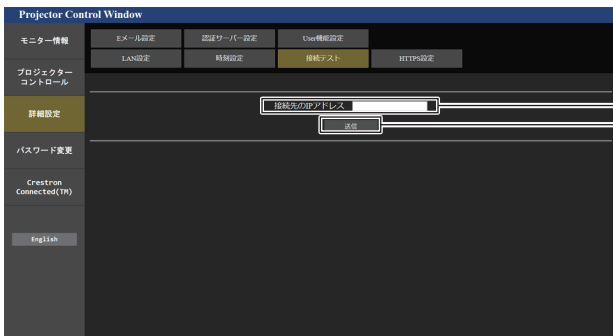 Projector Control Window
モニター情報
プロジェクター
コントロール
詳細設定
パスワード変更
Crestron
Connected(TM)
English
Eメール設定 認証サーバー設定 User機能設定
LAN設定 時刻設定 接続テスト HTTPS設定
接続先のIPアドレス
送信